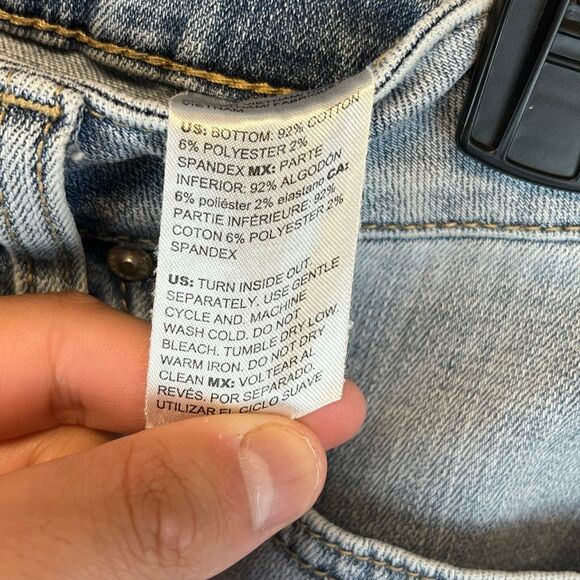 VIETNAM
US: BOTTOM: 92% COTTON
6% POLYESTER 2%
SPANDEX MX: PARTE
INFERIOR: 92% ALGODÓN
6% poliéster 2% elastano CA:
PARTIE INFÉRIEURE: 92%
COTON 6% POLYESTER 2%
SPANDEX
US: TURN INSIDE OUT.
SEPARATELY. USE GENTLE
CYCLE AND. MACHINE
WASH COLD. DO NOT
BLEACH. TUMBLE DRY LOW.
WARM IRON. DO NOT DRY
CLEAN MX: VOLTEAR AL
REVÉS. POR SEPARADO.
UTILIZAR EL CICLO SUAVE